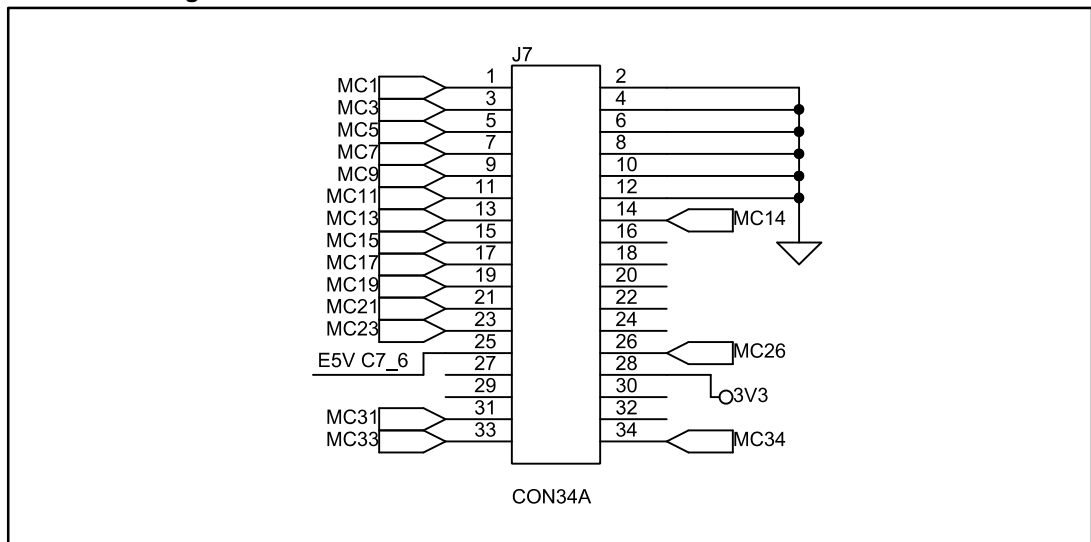 J7
MC1 1 2
MC3 3 4
MC5 5 6
MC7 7 8
MC9 9 10
MC11 11 12
MC13 13 14 MC14
MC15 15 16
MC17 17 18
MC19 19 20
MC21 21 22
MC23 23 24
E5V C7_6 25 26 MC26
27 28
29 30 3V3
MC31 31 32
MC33 33 34 MC34
CON34A